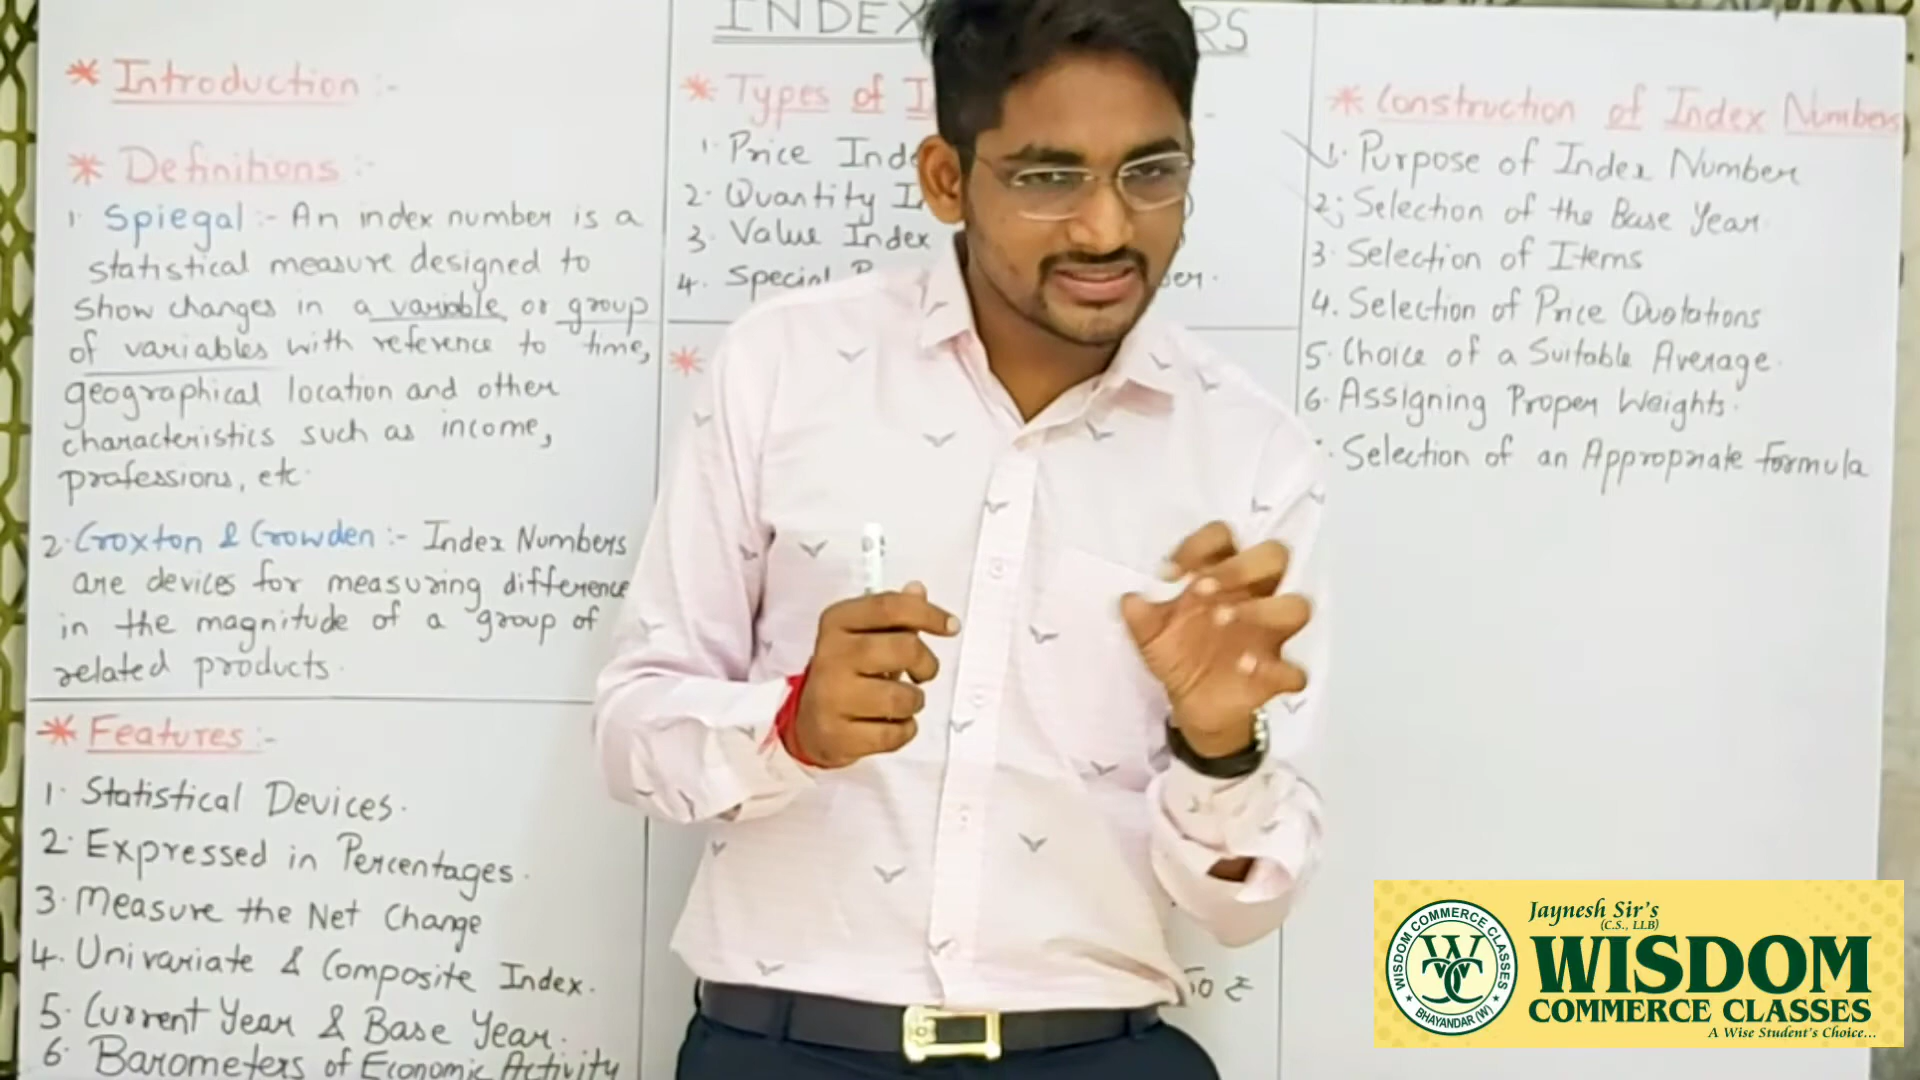 INDEX
* Introduction :-
* Definitions :-
1. Spiegal :- An index number is a
statistical measure designed to
show changes in a variable or group
of variables with reference to time,
geographical location and other
characteristics such as income,
professions, etc.
2. Croxton & Crowden :- Index Numbers
are devices for measuring difference
in the magnitude of a group of
related products.
* Features :-
1. Statistical Devices.
2. Expressed in Percentages.
3. Measure the Net Change
4. Univariate & Composite Index.
5. Current Year & Base Year.
6. Barometers of Economic Activity
* Types of
1. Price
2. Quantity
3. Value Index
4. Special
*
* Construction of Index Numbers
1. Purpose of Index Number
2. Selection of the Base Year
3. Selection of Items
4. Selection of Price Quotations
5. Choice of a Suitable Average.
6. Assigning Proper Weights.
Selection of an Appropriate Formula
WISDOM COMMERCE CLASSES
WCC
BHAYANDAR (W)
Jaynesh Sir's
(C.S., LLB)
WISDOM
COMMERCE CLASSES
A Wise Student's Choice...